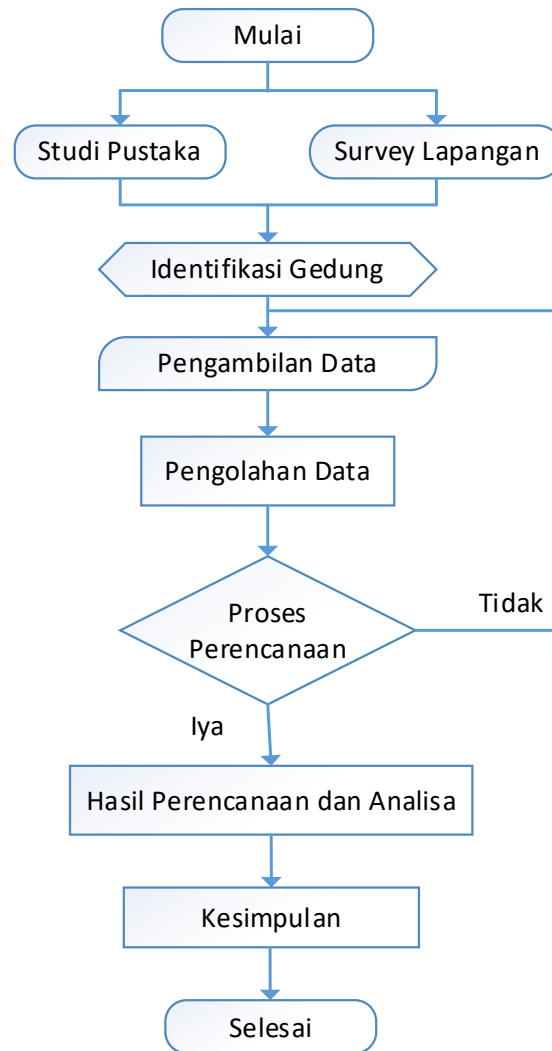 Mulai
Studi Pustaka
Survey Lapangan
Identifikasi Gedung
Pengambilan Data
Pengolahan Data
Proses
Perencanaan
Tidak
Iya
Hasil Perencanaan dan Analisa
Kesimpulan
Selesai